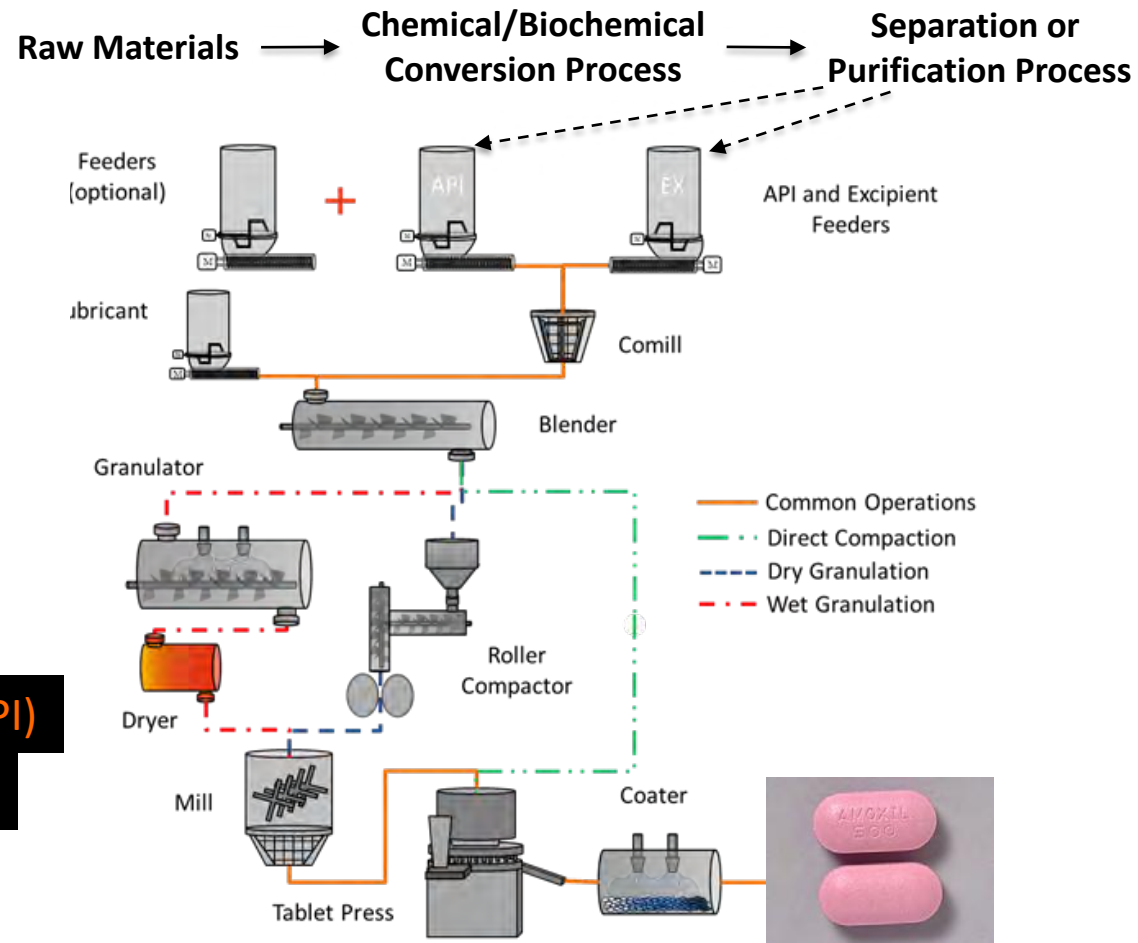 Raw Materials
Chemical/Biochemical
Conversion Process
Separation or
Purification Process
Feeders
(optional)
+
API
EX
API and Excipient
Feeders
M
M
M
M
M
M
ubricant
M
M
Comill
Blender
Granulator
Common Operations
Direct Compaction
Dry Granulation
Wet Granulation
Roller
Compactor
PI)
Dryer
Mill
Coater
AMOXIL
500
Tablet Press